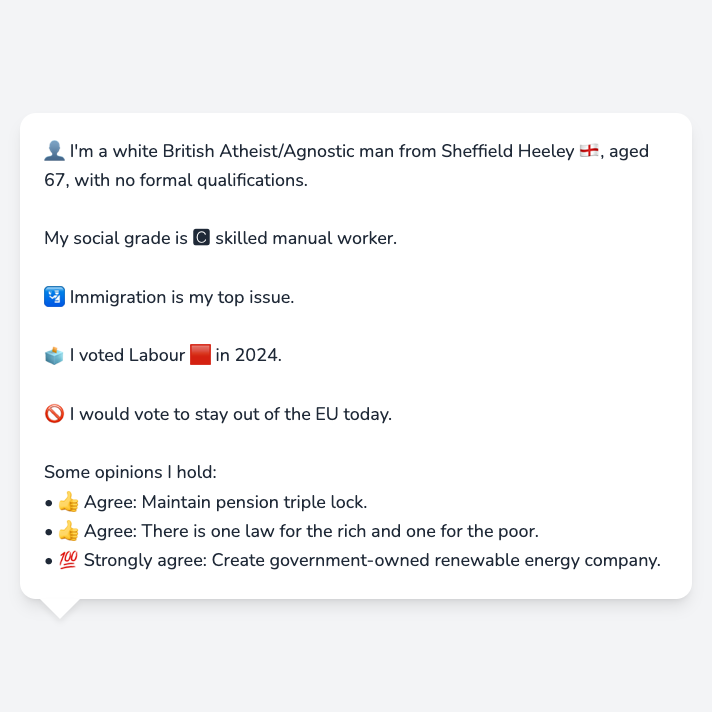 👤 I'm a white British Atheist/Agnostic man from Sheffield Heeley 🏴󠁧󠁢󠁥󠁮󠁧󠁿, aged
67, with no formal qualifications.
My social grade is 🅲 skilled manual worker.
🛂 Immigration is my top issue.
🗳️ I voted Labour 🟥 in 2024.
🚫 I would vote to stay out of the EU today.
Some opinions I hold:
• 👍 Agree: Maintain pension triple lock.
• 👍 Agree: There is one law for the rich and one for the poor.
• 💯 Strongly agree: Create government-owned renewable energy company.